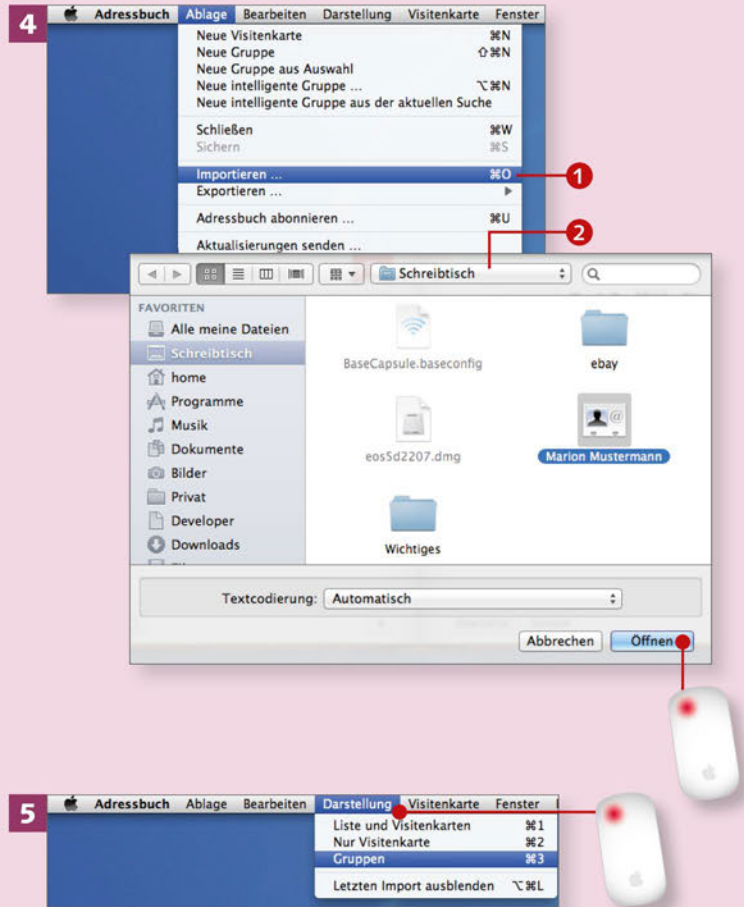 4
Adressbuch Ablage Bearbeiten Darstellung Visitenkarte Fenster
Neue Visitenkarte ⌘N
Neue Gruppe ⇧⌘N
Neue Gruppe aus Auswahl
Neue intelligente Gruppe ... ⌥⌘N
Neue intelligente Gruppe aus der aktuellen Suche
Schließen ⌘W
Sichern ⌘S
Importieren ... ⌘O
1
Exportieren ...
Adressbuch abonnieren ... ⌘U
2
Aktualisierungen senden ...
Schreibtisch
FAVORITEN
Alle meine Dateien
Schreibtisch
home
Programme
Musik
Dokumente
Bilder
Privat
Developer
Downloads
BaseCapsule.baseconfig
ebay
eos5d2207.dmg
Marion Mustermann
Wichtiges
Textcodierung: Automatisch
Abbrechen Öffnen
5
Adressbuch Ablage Bearbeiten Darstellung Visitenkarte Fenster
Liste und Visitenkarten ⌘1
Nur Visitenkarte ⌘2
Gruppen ⌘3
Letzten Import ausblenden ⌥⌘L